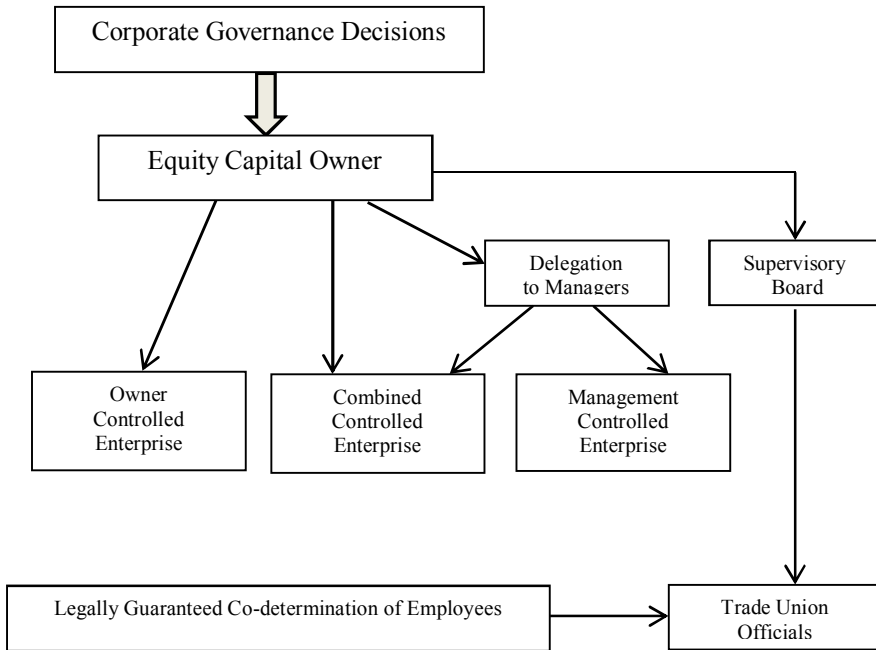 Corporate Governance Decisions
Equity Capital Owner
Delegation
to Managers
Supervisory
Board
Owner
Controlled
Enterprise
Combined
Controlled
Enterprise
Management
Controlled
Enterprise
Legally Guaranteed Co-determination of Employees
Trade Union
Officials